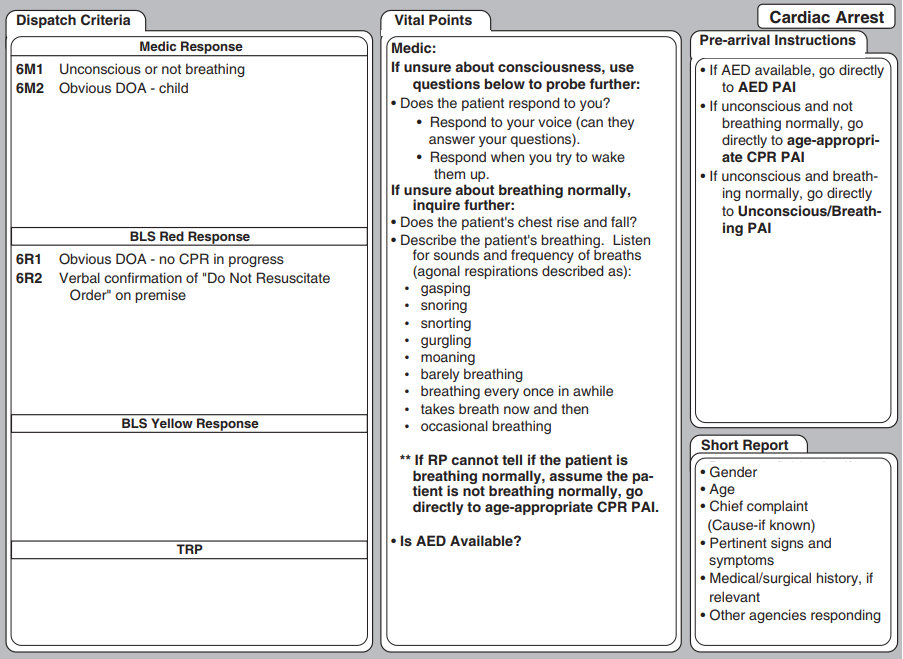 Dispatch Criteria
Medic Response
6M1 Unconscious or not breathing
6M2 Obvious DOA - child
BLS Red Response
6R1 Obvious DOA - no CPR in progress
6R2 Verbal confirmation of "Do Not Resuscitate
Order" on premise
BLS Yellow Response
TRP
Vital Points
Medic:
If unsure about consciousness, use
questions below to probe further:
• Does the patient respond to you?
• Respond to your voice (can they
answer your questions).
• Respond when you try to wake
them up.
If unsure about breathing normally,
inquire further:
• Does the patient's chest rise and fall?
• Describe the patient's breathing. Listen
for sounds and frequency of breaths
(agonal respirations described as):
• gasping
• snoring
• snorting
• gurgling
• moaning
• barely breathing
• breathing every once in awhile
• takes breath now and then
• occasional breathing
** If RP cannot tell if the patient is
breathing normally, assume the pa-
tient is not breathing normally, go
directly to age-appropriate CPR PAI.
• Is AED Available?
Cardiac Arrest
Pre-arrival Instructions
• If AED available, go directly
to AED PAI
• If unconscious and not
breathing normally, go
directly to age-appropri-
ate CPR PAI
• If unconscious and breath-
ing normally, go directly
to Unconscious/Breath-
ing PAI
Short Report
• Gender
• Age
• Chief complaint
(Cause-if known)
• Pertinent signs and
symptoms
• Medical/surgical history, if
relevant
• Other agencies responding